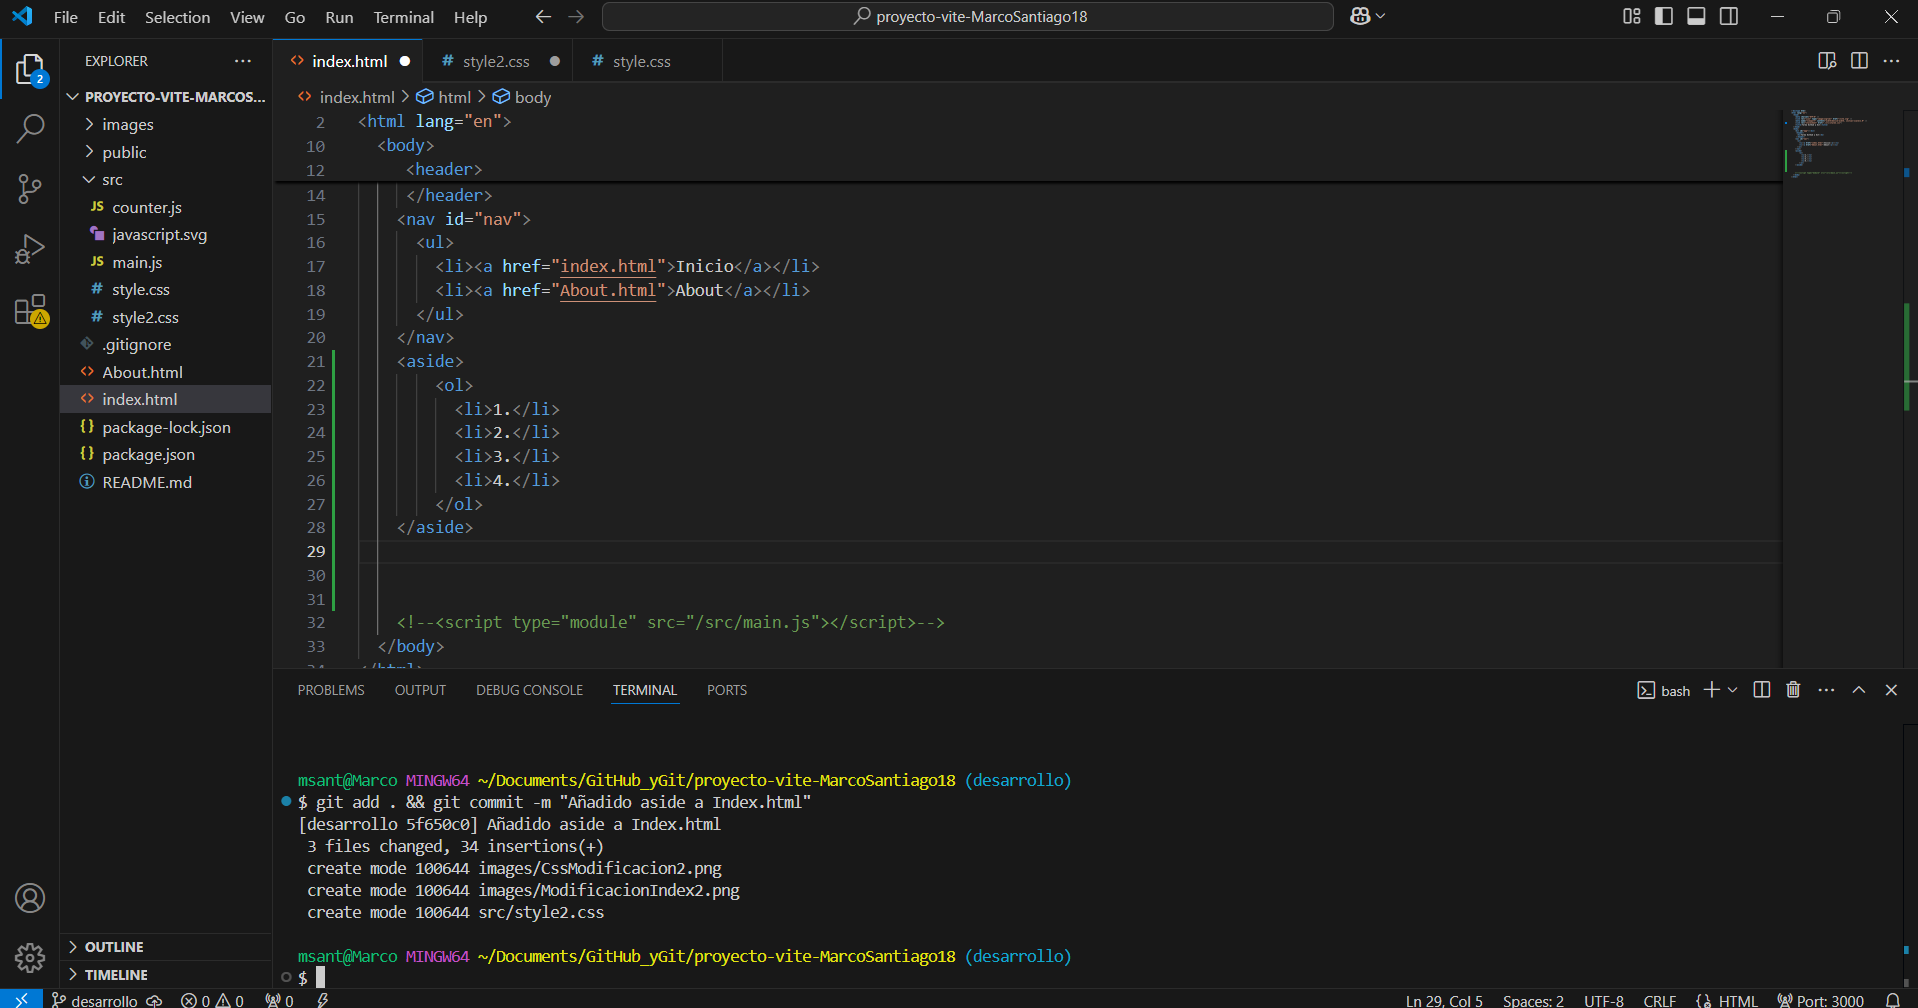 File Edit Selection View Go Run Terminal Help
proyecto-vite-MarcoSantiago18
2
EXPLORER
PROYECTO-VITE-MARCOS...
images
public
src
JS counter.js
javascript.svg
JS main.js
# style.css
# style2.css
.gitignore
<> About.html
<> index.html
{} package-lock.json
{} package.json
README.md
OUTLINE
TIMELINE
<> index.html
# style2.css
# style.css
<> index.html > html > body
2 <html lang="en">
10 <body>
12 <header>
14 </header>
15 <nav id="nav">
16 <ul>
17 <li><a href="index.html">Inicio</a></li>
18 <li><a href="About.html">About</a></li>
19 </ul>
20 </nav>
21 <aside>
22 <ol>
23 <li>1.</li>
24 <li>2.</li>
25 <li>3.</li>
26 <li>4.</li>
27 </ol>
28 </aside>
29
30
31
32 <!--<script type="module" src="/src/main.js"></script>-->
33 </body>
34 </html>
PROBLEMS OUTPUT DEBUG CONSOLE TERMINAL PORTS
bash
msant@Marco MINGW64 ~/Documents/GitHub_yGit/proyecto-vite-MarcoSantiago18 (desarrollo)
$ git add . && git commit -m "Añadido aside a Index.html"
[desarrollo 5f650c0] Añadido aside a Index.html
3 files changed, 34 insertions(+)
create mode 100644 images/CssModificacion2.png
create mode 100644 images/ModificacionIndex2.png
create mode 100644 src/style2.css
msant@Marco MINGW64 ~/Documents/GitHub_yGit/proyecto-vite-MarcoSantiago18 (desarrollo)
$
desarrollo 0 0 0 Ln 29, Col 5 Spaces: 2 UTF-8 CRLF {} HTML Port: 3000